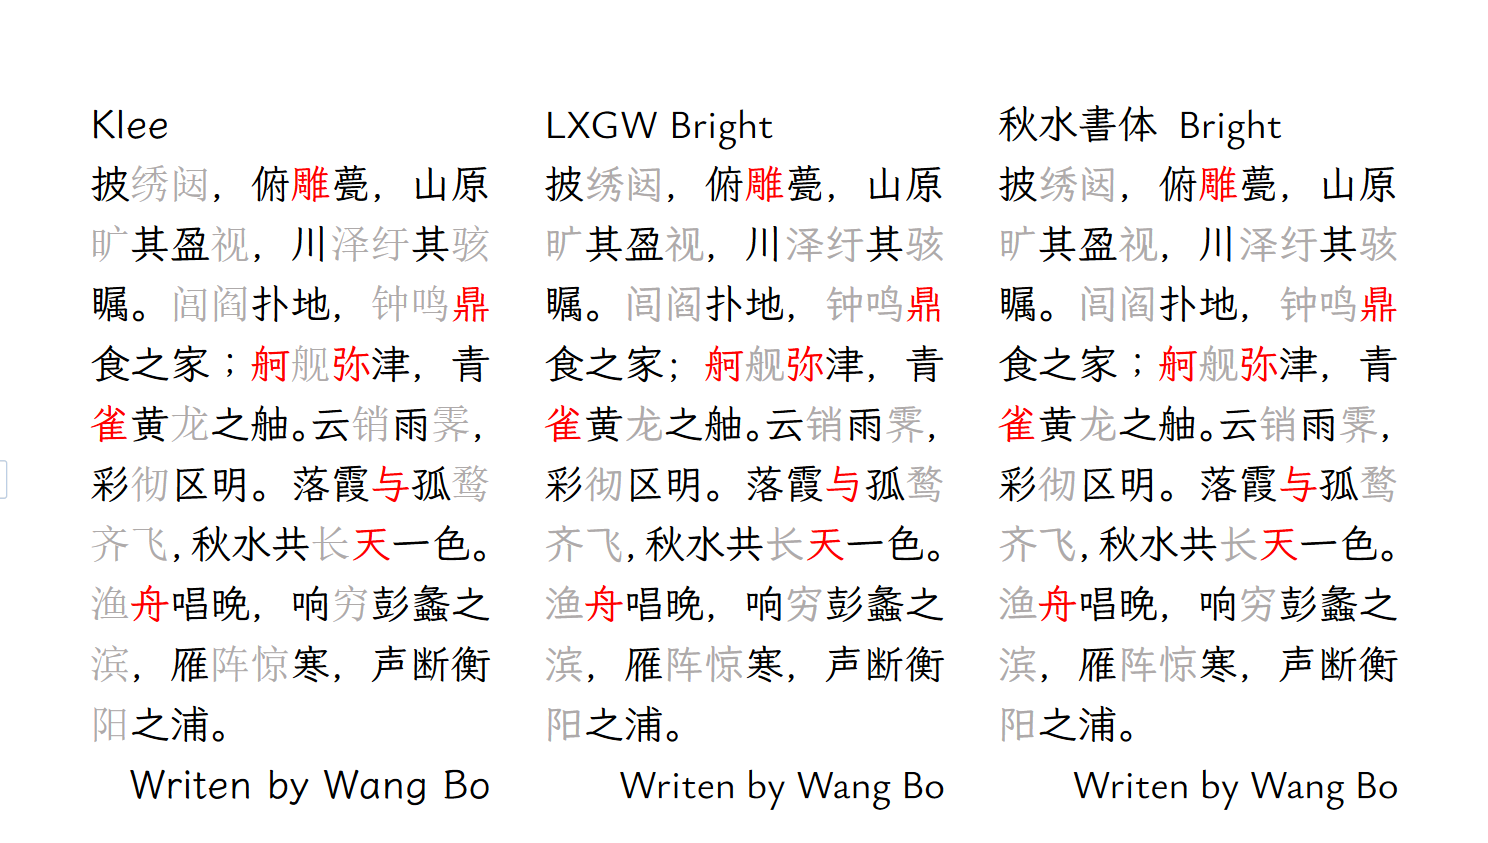 Klee
披绣闼，俯雕甍，山原
旷其盈视，川泽纡其骇
瞩。闾阎扑地，钟鸣鼎
食之家；舸舰弥津，青
雀黄龙之舳。云销雨霁，
彩彻区明。落霞与孤鹜
齐飞，秋水共长天一色。
渔舟唱晚，响穷彭蠡之
滨，雁阵惊寒，声断衡
阳之浦。
Writen by Wang Bo
LXGW Bright
披绣闼，俯雕甍，山原
旷其盈视，川泽纡其骇
瞩。闾阎扑地，钟鸣鼎
食之家；舸舰弥津，青
雀黄龙之舳。云销雨霁，
彩彻区明。落霞与孤鹜
齐飞，秋水共长天一色。
渔舟唱晚，响穷彭蠡之
滨，雁阵惊寒，声断衡
阳之浦。
Writen by Wang Bo
秋水書体 Bright
披绣闼，俯雕甍，山原
旷其盈视，川泽纡其骇
瞩。闾阎扑地，钟鸣鼎
食之家；舸舰弥津，青
雀黄龙之舳。云销雨霁，
彩彻区明。落霞与孤鹜
齐飞，秋水共长天一色。
渔舟唱晚，响穷彭蠡之
滨，雁阵惊寒，声断衡
阳之浦。
Writen by Wang Bo